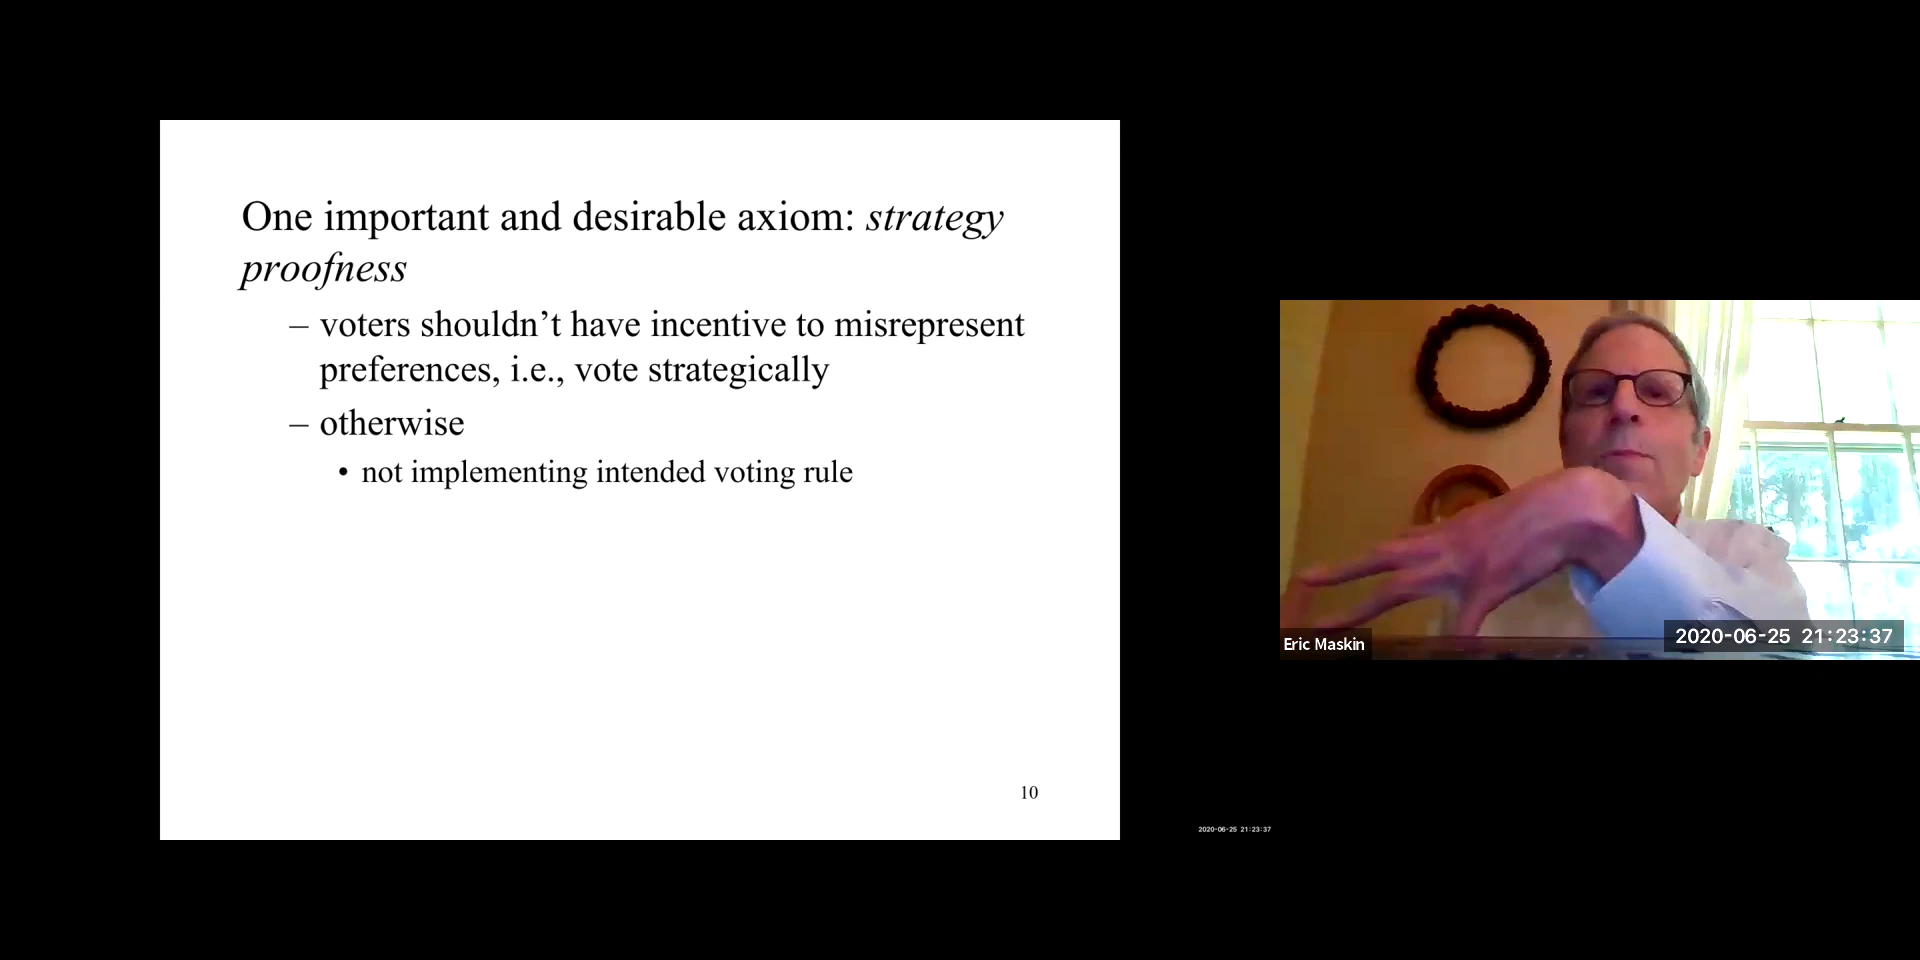 One important and desirable axiom: strategy
proofness
– voters shouldn’t have incentive to misrepresent
preferences, i.e., vote strategically
– otherwise
• not implementing intended voting rule
10
Eric Maskin
2020-06-25 21:23:37
2020-06-25 21:23:37